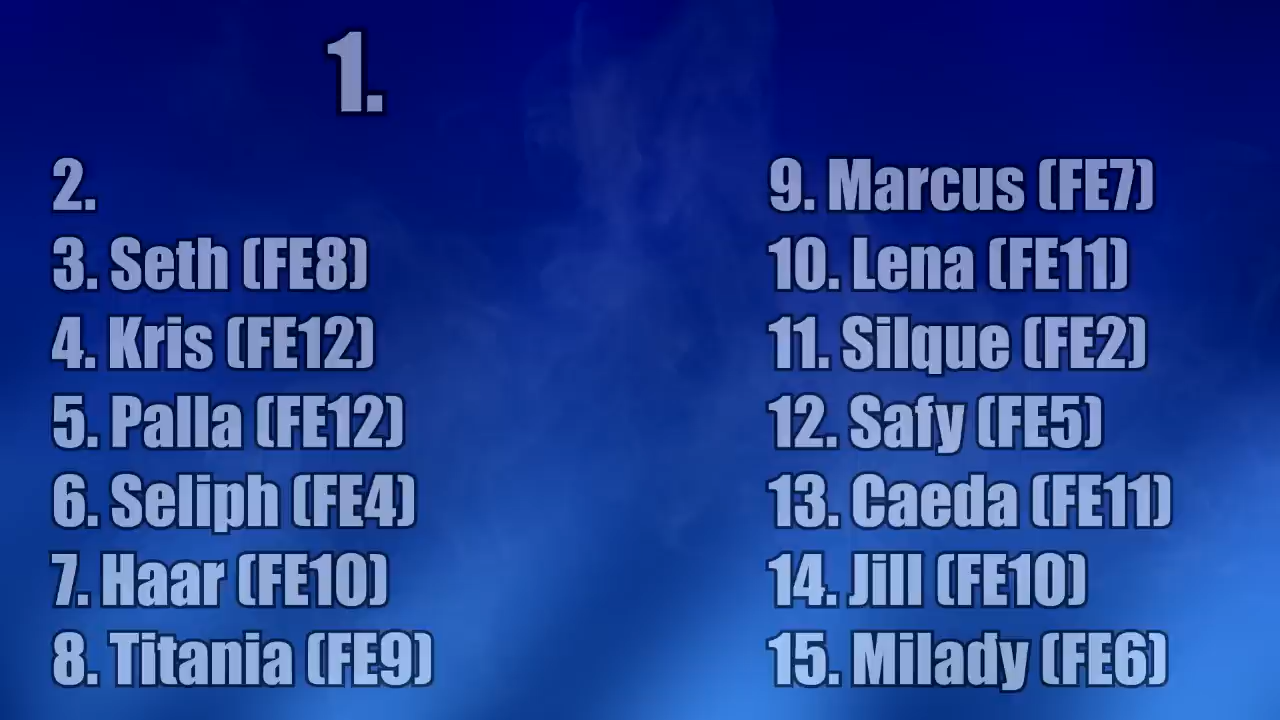 1.
2.
3. Seth (FE8)
4. Kris (FE12)
5. Palla (FE12)
6. Seliph (FE4)
7. Haar (FE10)
8. Titania (FE9)
9. Marcus (FE7)
10. Lena (FE11)
11. Silque (FE2)
12. Safy (FE5)
13. Caeda (FE11)
14. Jill (FE10)
15. Milady (FE6)